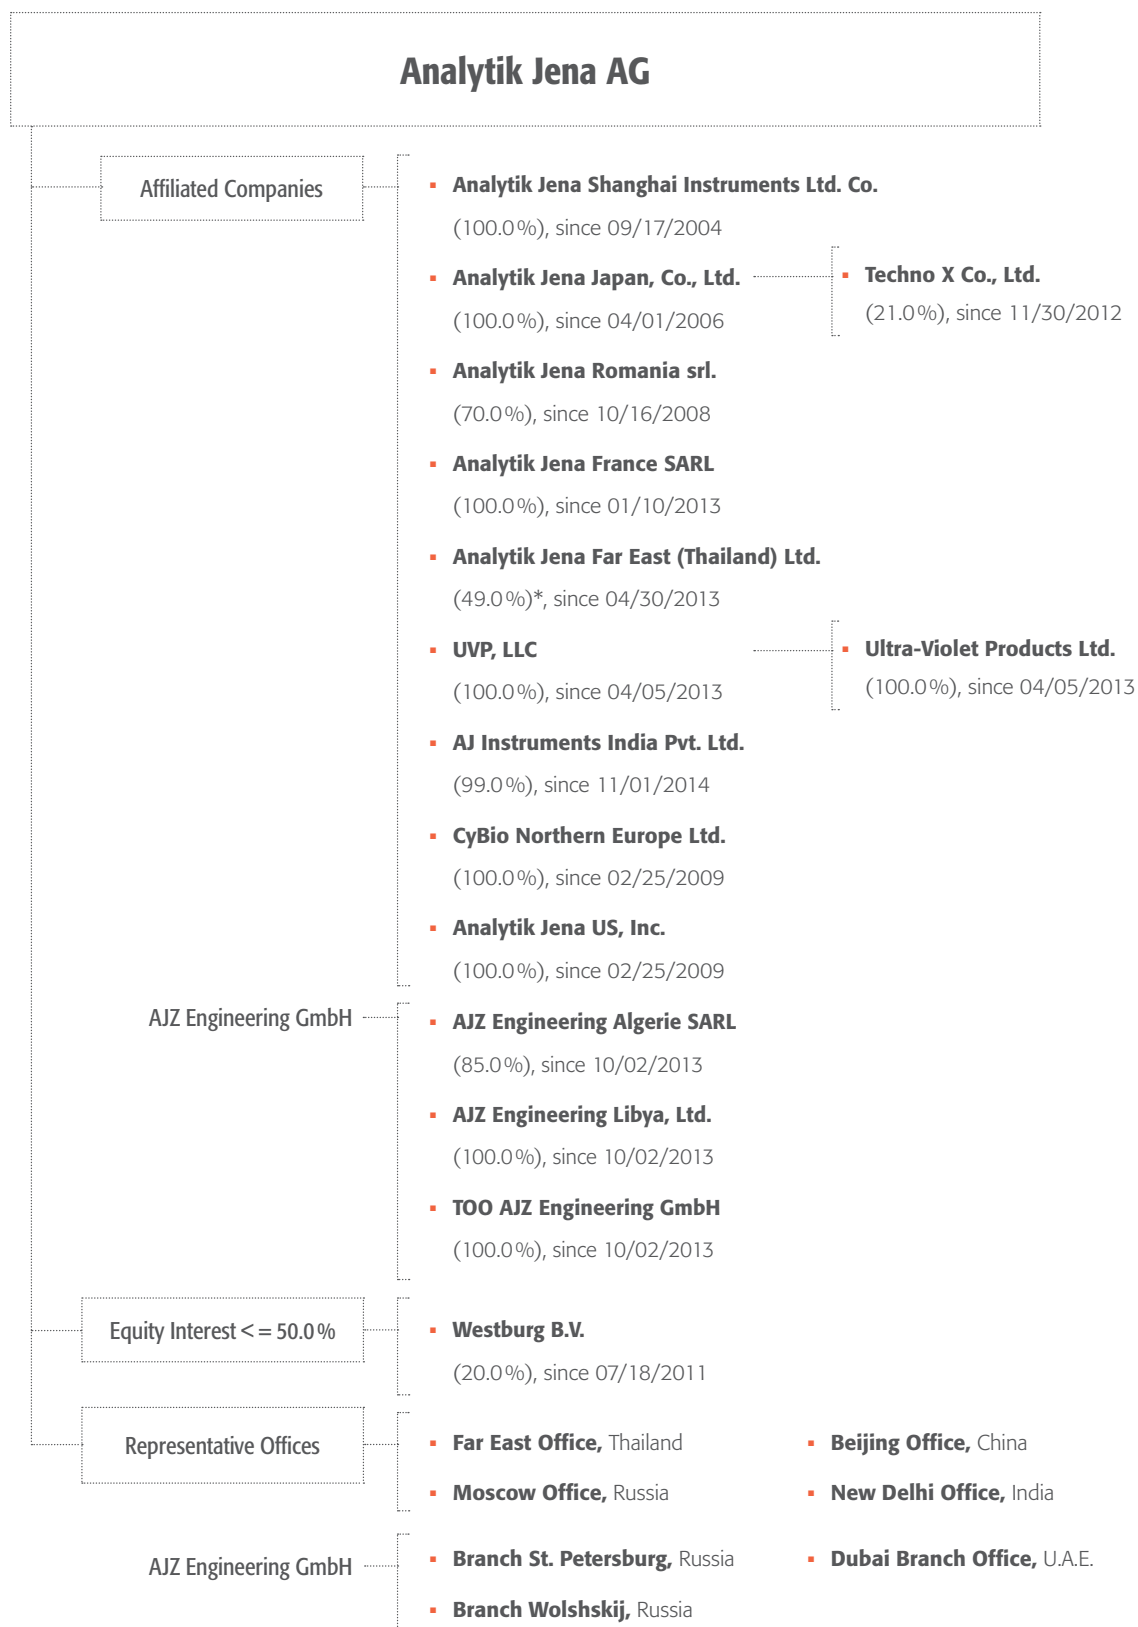 Analytik Jena AG
Affiliated Companies
▪ Analytik Jena Shanghai Instruments Ltd. Co.
(100.0%), since 09/17/2004
▪ Analytik Jena Japan, Co., Ltd.
(100.0%), since 04/01/2006
▪ Techno X Co., Ltd.
(21.0%), since 11/30/2012
▪ Analytik Jena Romania srl.
(70.0%), since 10/16/2008
▪ Analytik Jena France SARL
(100.0%), since 01/10/2013
▪ Analytik Jena Far East (Thailand) Ltd.
(49.0%)*, since 04/30/2013
▪ UVP, LLC
(100.0%), since 04/05/2013
▪ Ultra-Violet Products Ltd.
(100.0%), since 04/05/2013
▪ AJ Instruments India Pvt. Ltd.
(99.0%), since 11/01/2014
▪ CyBio Northern Europe Ltd.
(100.0%), since 02/25/2009
▪ Analytik Jena US, Inc.
(100.0%), since 02/25/2009
AJZ Engineering GmbH
▪ AJZ Engineering Algerie SARL
(85.0%), since 10/02/2013
▪ AJZ Engineering Libya, Ltd.
(100.0%), since 10/02/2013
▪ TOO AJZ Engineering GmbH
(100.0%), since 10/02/2013
Equity Interest < = 50.0%
▪ Westburg B.V.
(20.0%), since 07/18/2011
Representative Offices
▪ Far East Office, Thailand
▪ Beijing Office, China
▪ Moscow Office, Russia
▪ New Delhi Office, India
AJZ Engineering GmbH
▪ Branch St. Petersburg, Russia
▪ Dubai Branch Office, U.A.E.
▪ Branch Wolshskij, Russia